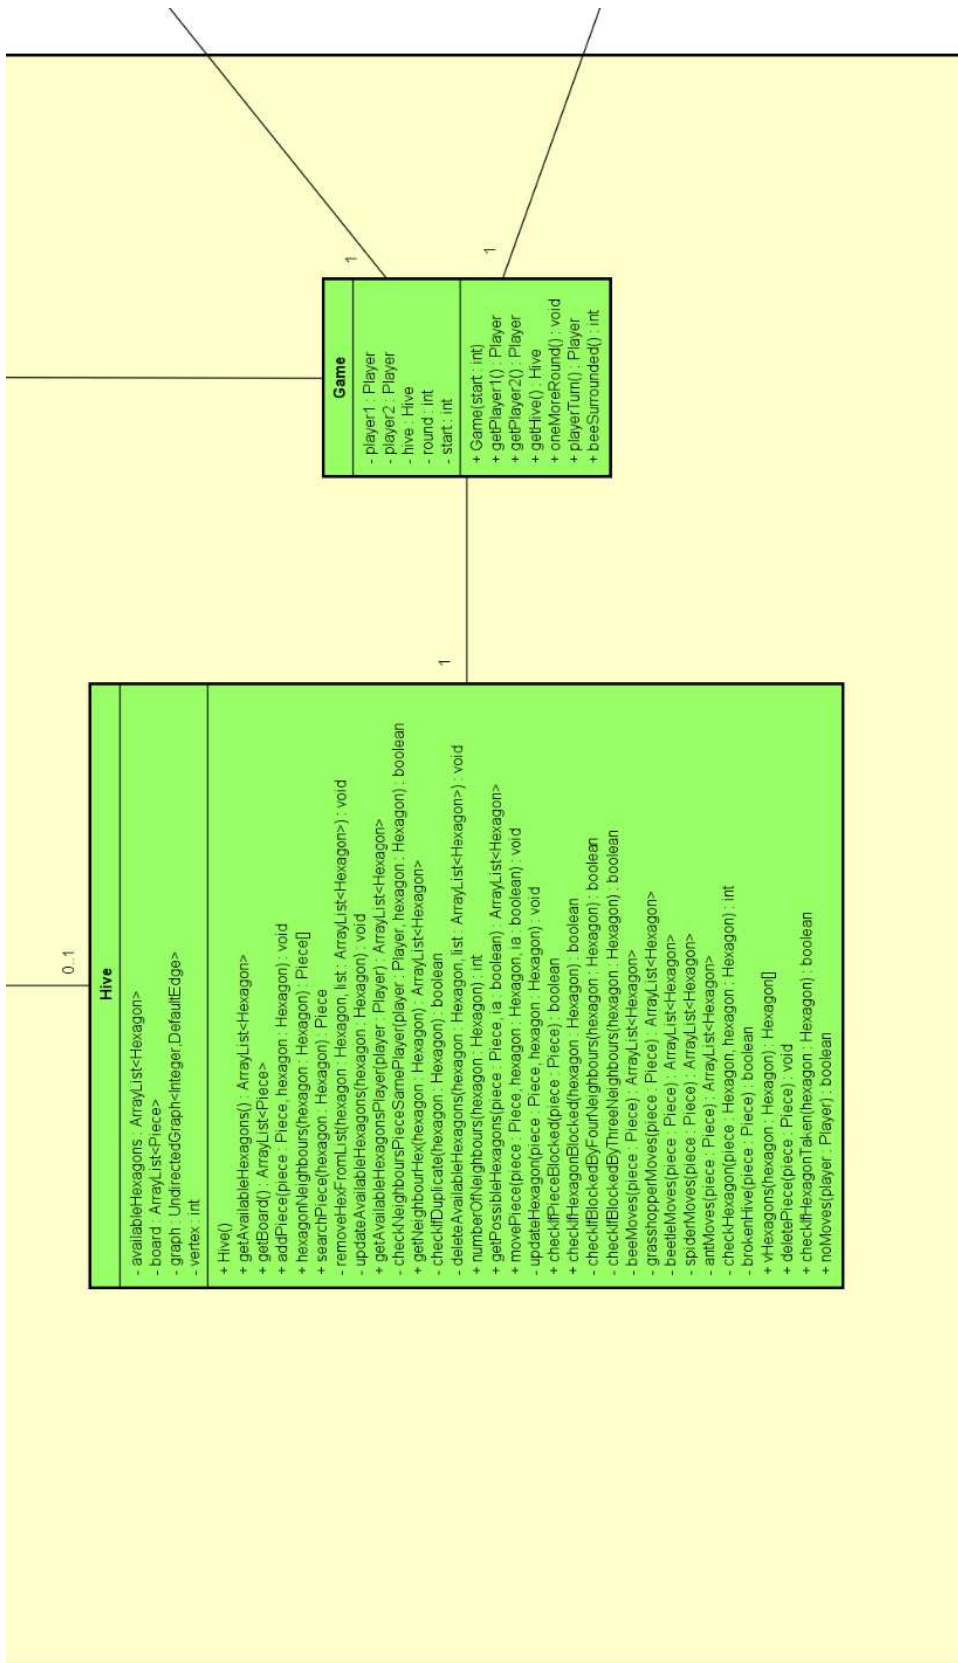 1
1
Game
- player1 : Player
- player2 : Player
- hive : Hive
- round : int
- start : int
+ Game(start : int)
+ getPlayer1() : Player
+ getPlayer2() : Player
+ getHive() : Hive
+ oneMoreRound() : void
+ playerTurn() : Player
+ beeSurrounded() : int
1
0..1
Hive
- availableHexagons : ArrayList<Hexagon>
- board : ArrayList<Piece>
- graph : UndirectedGraph<Integer,DefaultEdge>
- vertex : int
+ Hive()
+ getAvailableHexagons() : ArrayList<Hexagon>
+ getBoard() : ArrayList<Piece>
+ addPiece(piece : Piece, hexagon : Hexagon) : void
+ hexagonNeighbours(hexagon : Hexagon) : Piece[]
+ searchPiece(hexagon : Hexagon) : Piece
- removeHexFromList(hexagon : Hexagon, list : ArrayList<Hexagon>) : void
- updateAvailableHexagons(hexagon : Hexagon) : void
+ getAvailableHexagonsPlayer(player : Player) : ArrayList<Hexagon>
- checkNeighboursPieceSamePlayer(player : Player, hexagon : Hexagon) : boolean
+ getNeighbourHex(hexagon : Hexagon) : ArrayList<Hexagon>
- checkIfDuplicate(hexagon : Hexagon) : boolean
- deleteAvailableHexagons(hexagon : Hexagon, list : ArrayList<Hexagon>) : void
+ numberOfNeighbours(hexagon : Hexagon) : int
+ getPossibleHexagons(piece : Piece, ia : boolean) : ArrayList<Hexagon>
+ movePiece(piece : Piece, hexagon : Hexagon, ia : boolean) : void
- updateHexagon(piece : Piece, hexagon : Hexagon) : void
+ checkIfPieceBlocked(piece : Piece) : boolean
+ checkIfHexagonBlocked(hexagon : Hexagon) : boolean
- checkIfBlockedByFourNeighbours(hexagon : Hexagon) : boolean
- checkIfBlockedByThreeNeighbours(hexagon : Hexagon) : boolean
- beeMoves(piece : Piece) : ArrayList<Hexagon>
- grasshopperMoves(piece : Piece) : ArrayList<Hexagon>
- beetleMoves(piece : Piece) : ArrayList<Hexagon>
- spiderMoves(piece : Piece) : ArrayList<Hexagon>
- antMoves(piece : Piece) : ArrayList<Hexagon>
- checkHexagon(piece : Hexagon, hexagon : Hexagon) : int
- brokenHive(piece : Piece) : boolean
+ vHexagons(hexagon : Hexagon) : Hexagon[]
+ deletePiece(piece : Piece) : void
+ checkIfHexagonTaken(hexagon : Hexagon) : boolean
+ noMoves(player : Player) : boolean